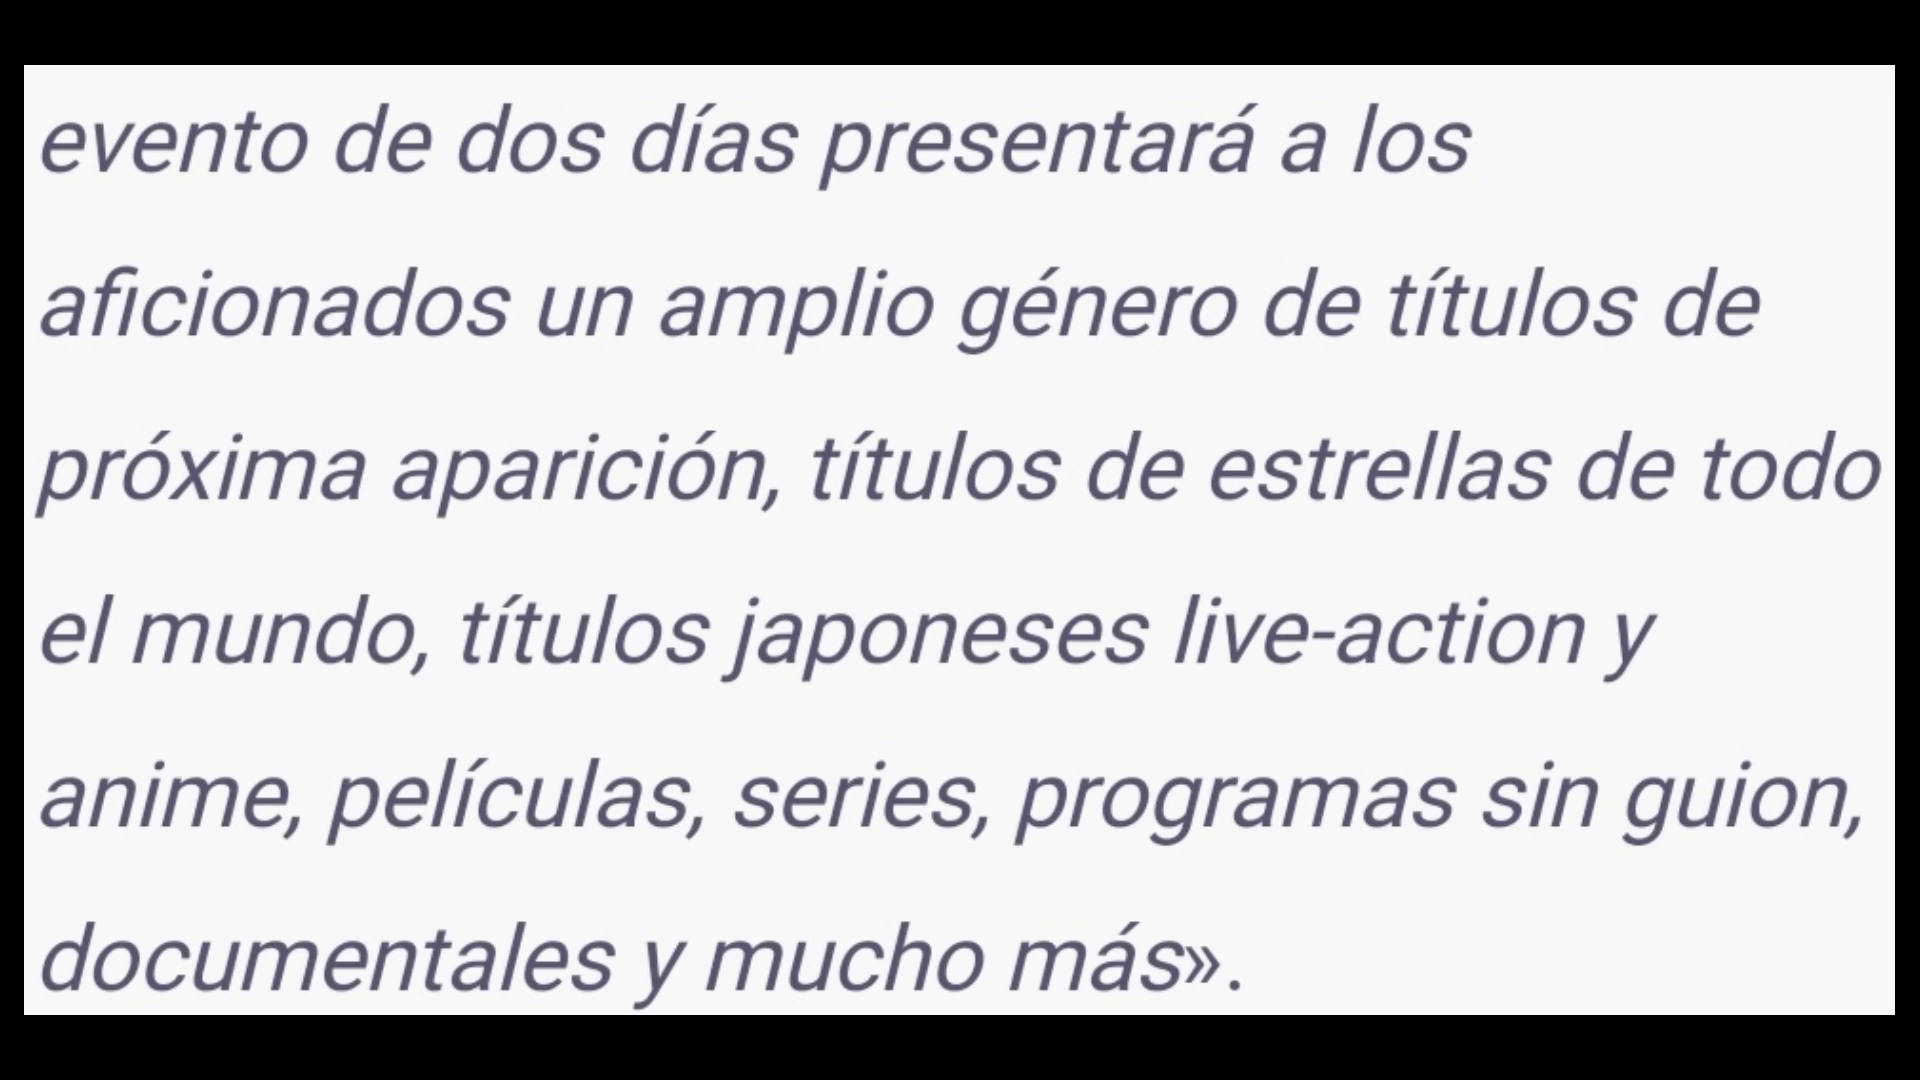 evento de dos días presentará a los
aficionados un amplio género de títulos de
próxima aparición, títulos de estrellas de todo
el mundo, títulos japoneses live-action y
anime, películas, series, programas sin guion,
documentales y mucho más».